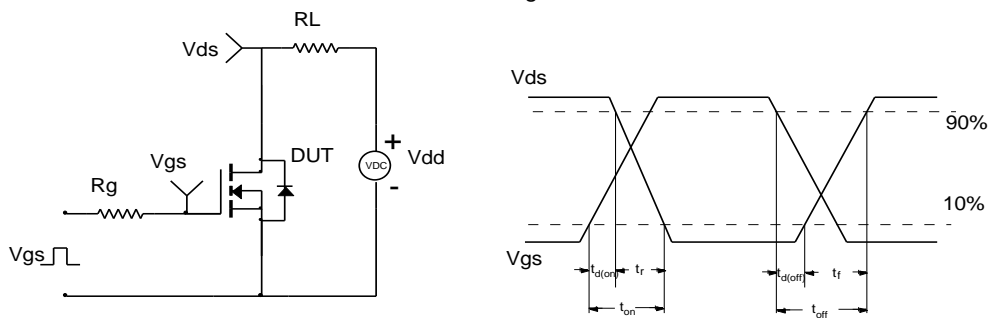 RL
Vds
Vgs
DUT
+
VDC
Vdd
-
Rg
Vgs
Vds
90%
10%
Vgs
td(on)
tr
td(off)
tf
ton
toff